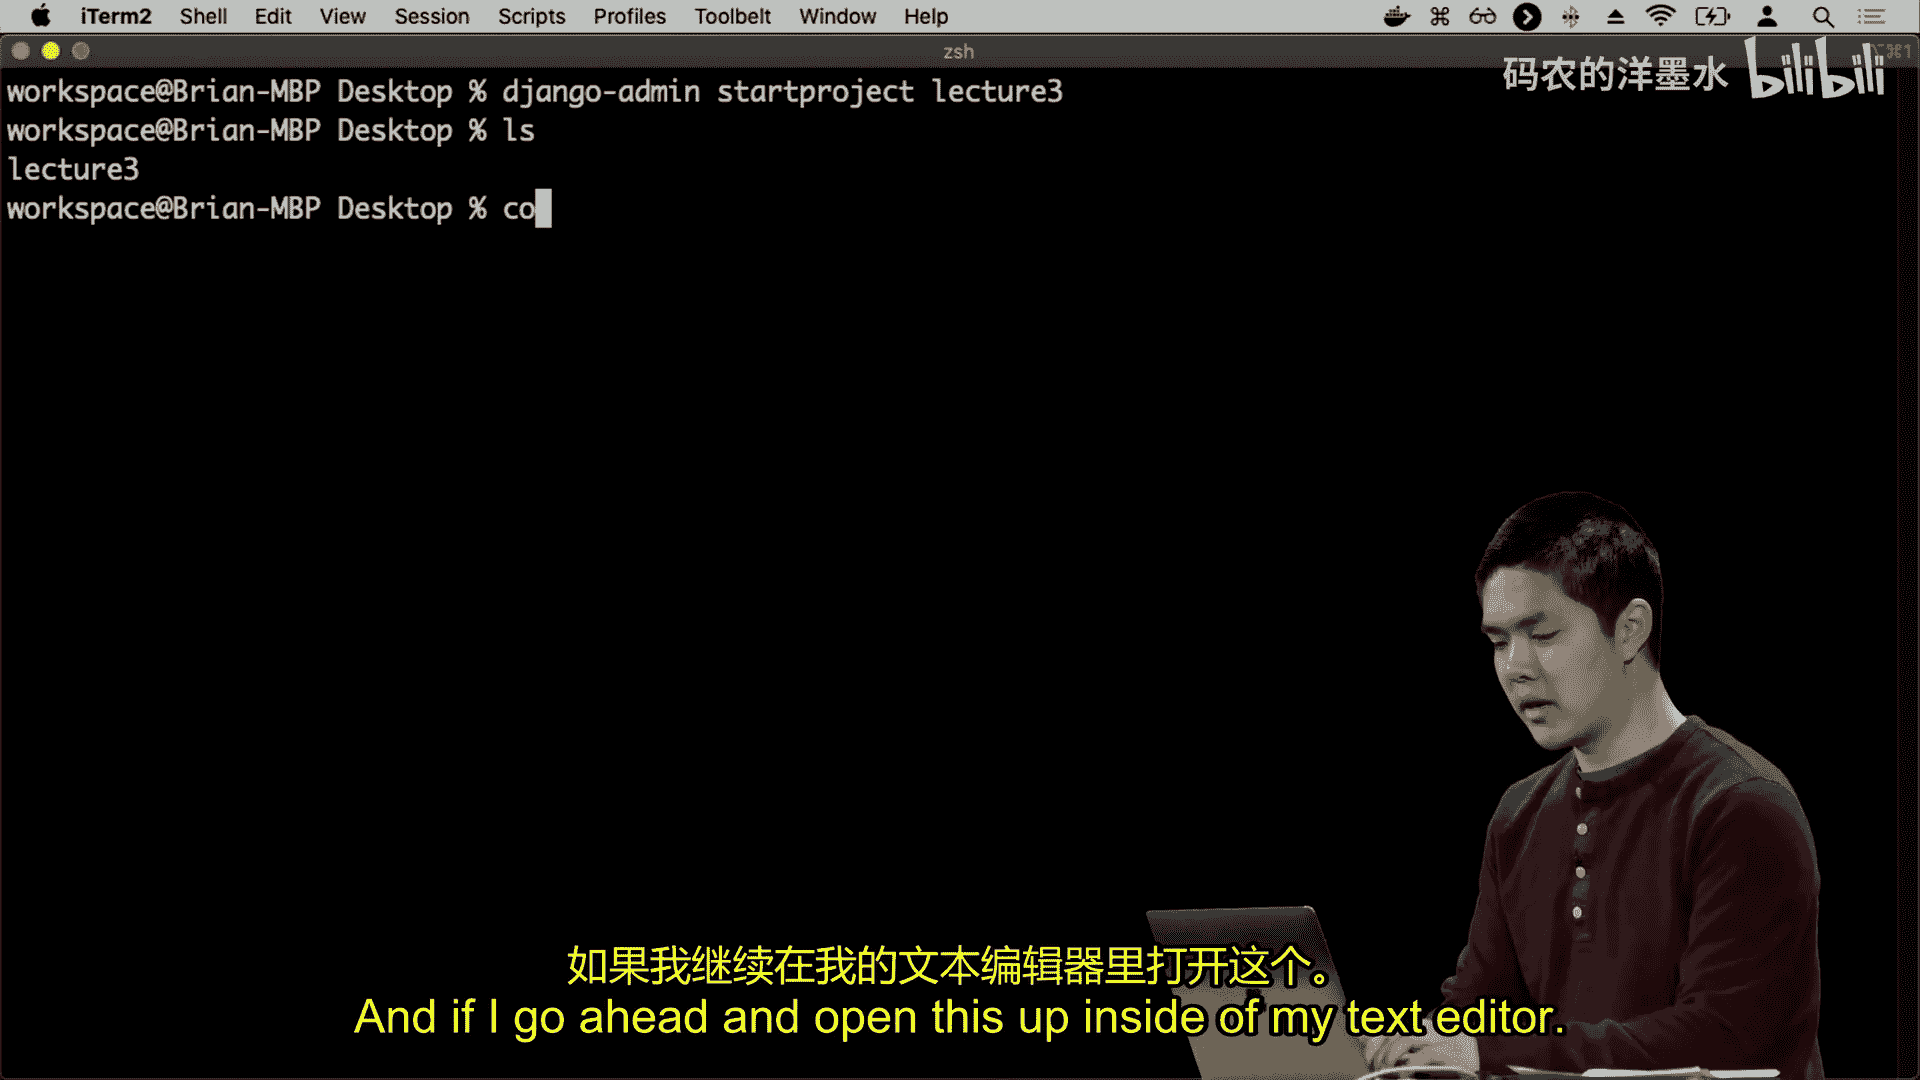 iTerm2 Shell Edit View Session Scripts Profiles Toolbelt Window Help
zsh
⌘1
码农的洋墨水 bilibili
workspace@Brian-MBP Desktop % django-admin startproject lecture3
workspace@Brian-MBP Desktop % ls
lecture3
workspace@Brian-MBP Desktop % co
如果我继续在我的文本编辑器里打开这个。
And if I go ahead and open this up inside of my text editor.